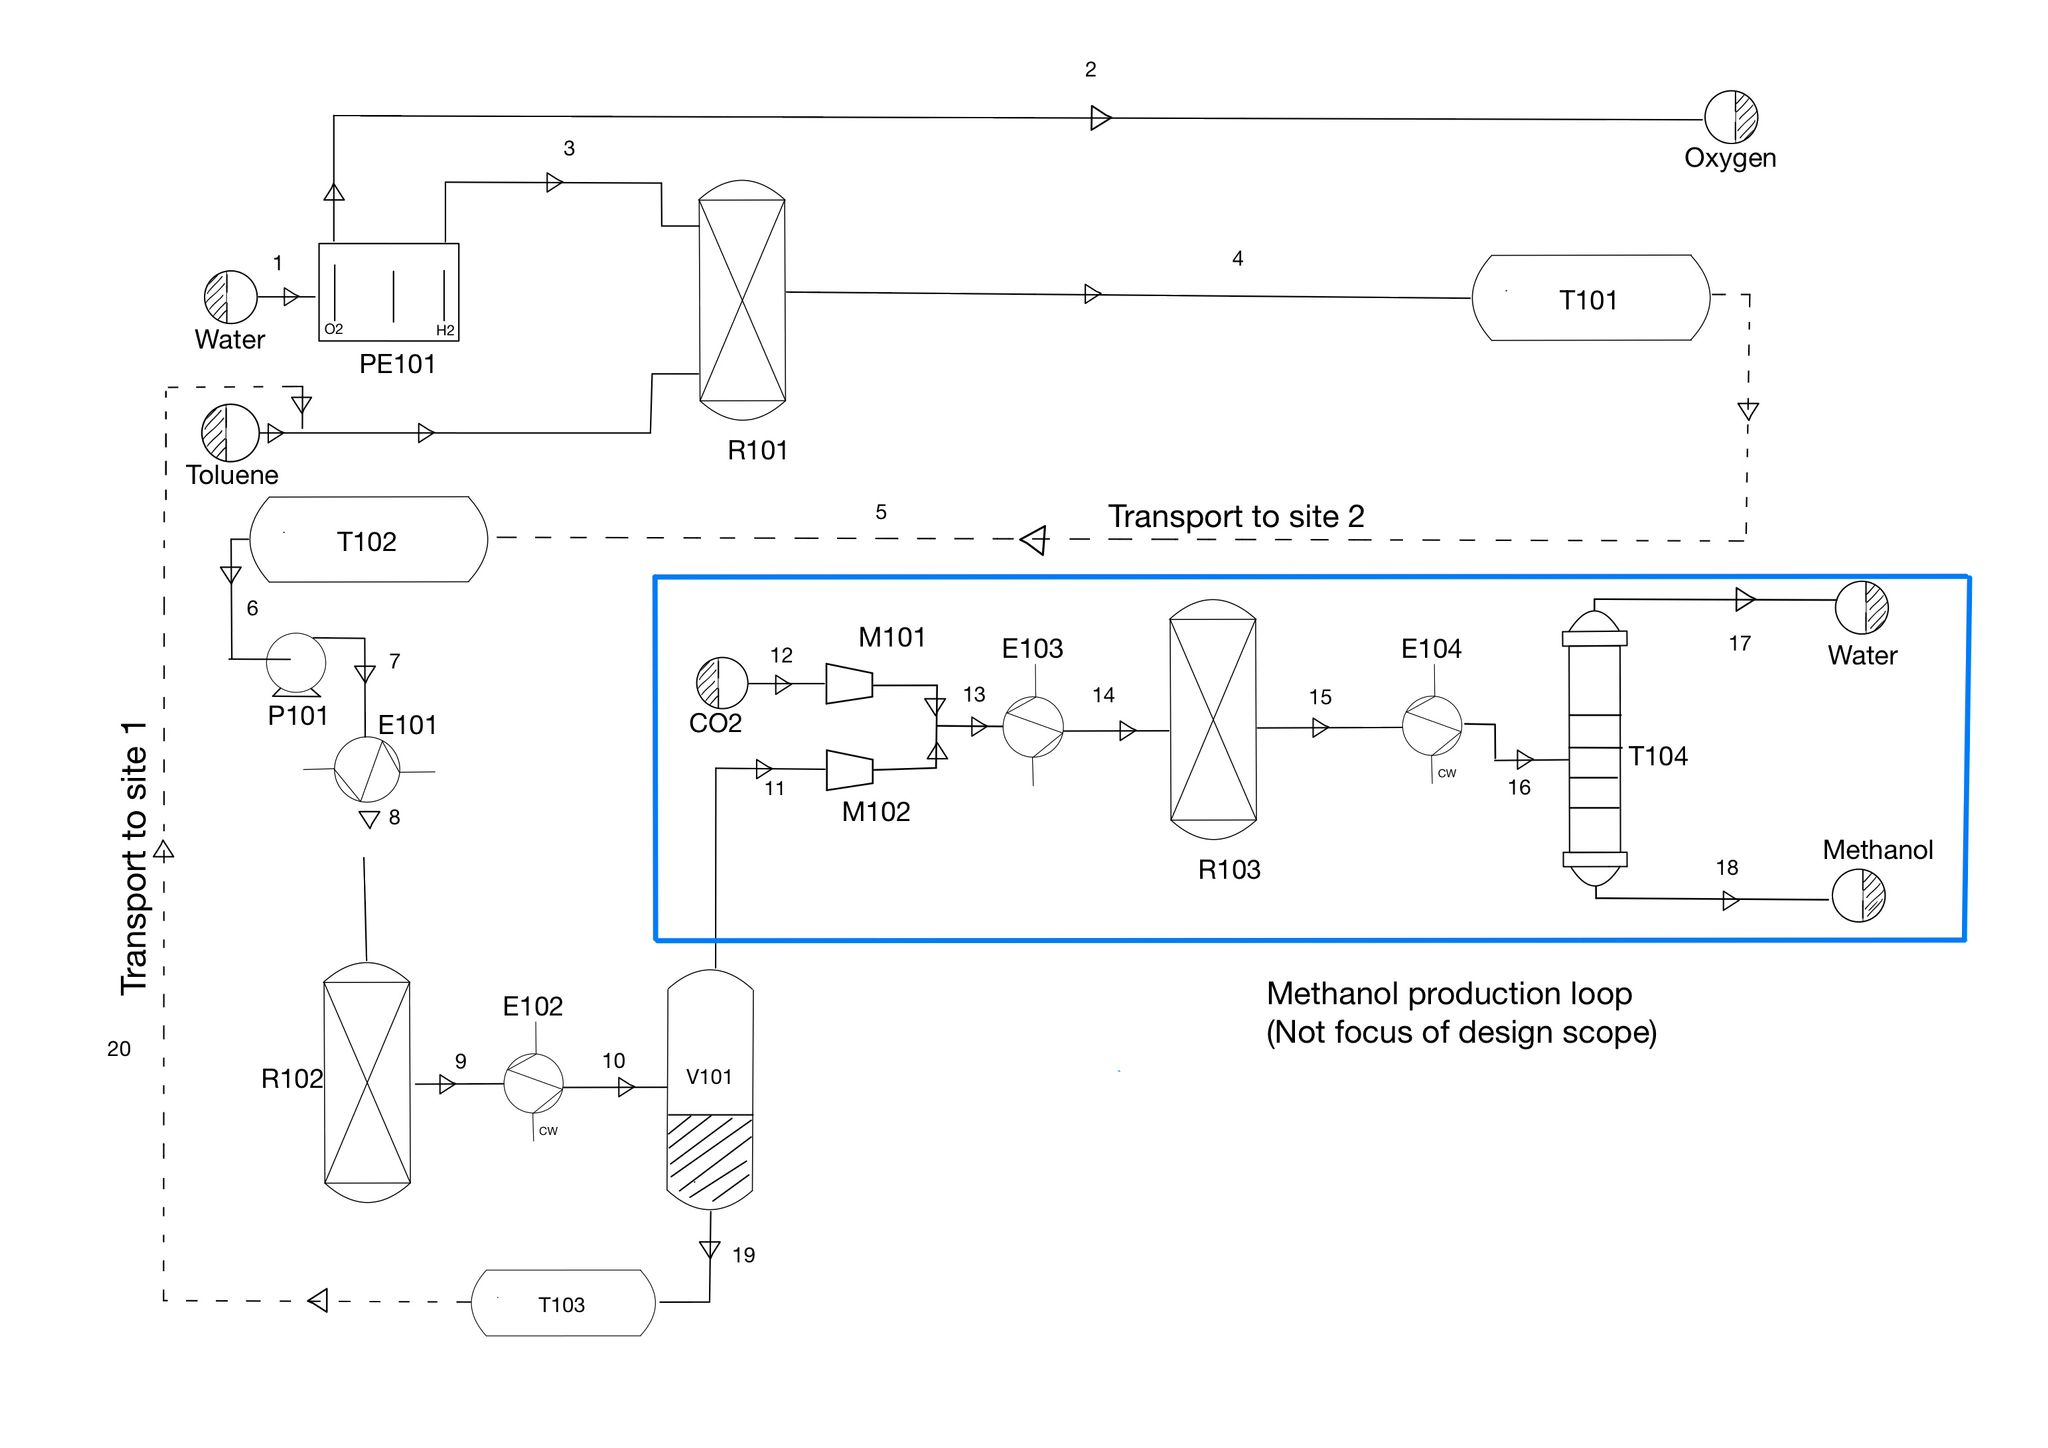 2
Oxygen
3
1
Water
O2
H2
PE101
4
T101
Toluene
R101
5
Transport to site 2
T102
6
7
P101
E101
8
Transport to site 1
20
M101
12
CO2
E103
13
14
11
M102
R103
E104
15
CW
16
T104
17
Water
18
Methanol
Methanol production loop
(Not focus of design scope)
R102
9
E102
10
CW
V101
19
T103